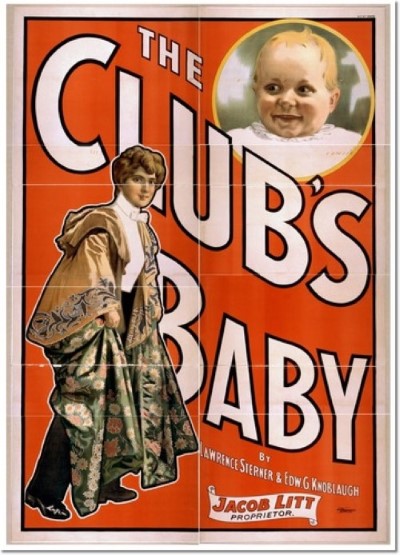 THE
CLUB'S
BABY
BY
LAWRENCE STERNER & EDW G. KNOBLAUGH
JACOB LITT
PROPRIETOR.